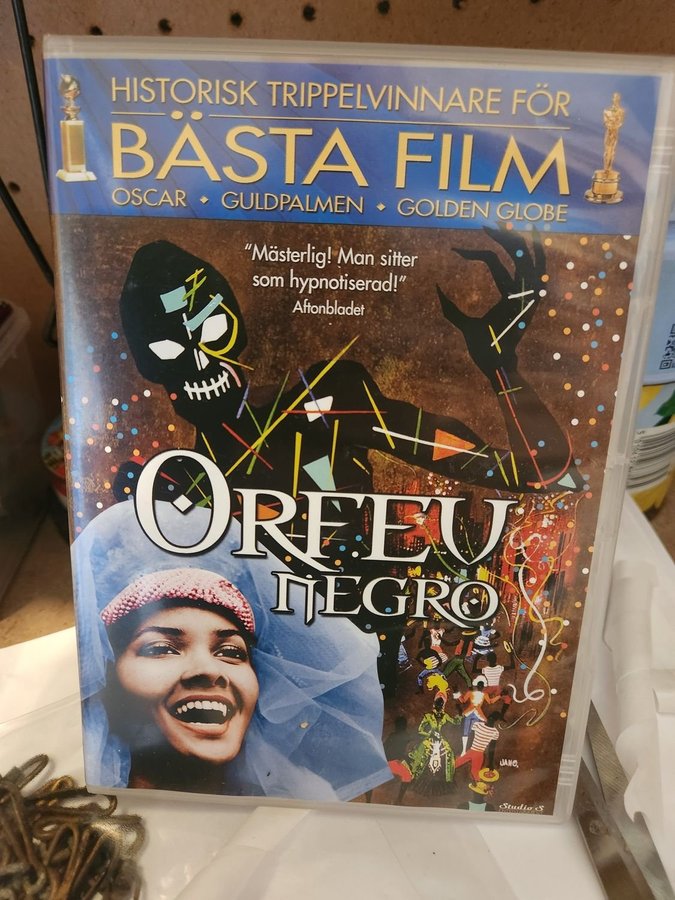 HISTORISK TRIPPELVINNARE FÖR
BÄSTA FILM
OSCAR • GULDPALMEN • GOLDEN GLOBE
"Mästerlig! Man sitter
som hypnotiserad!"
Aftonbladet
ORFEU
NEGRO
JANO.
Studio S